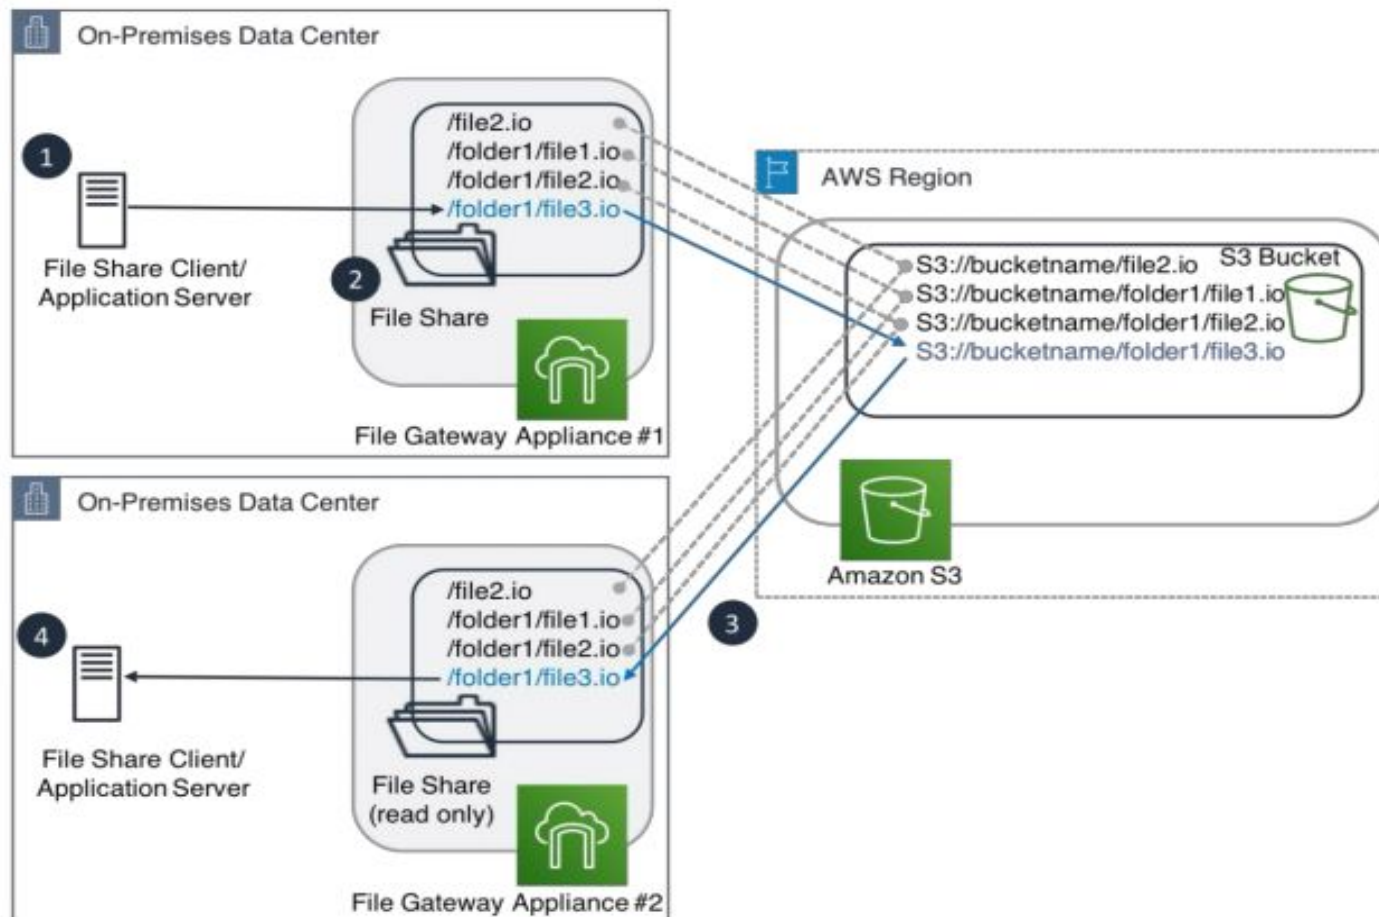 On-Premises Data Center
1
/file2.io
/folder1/file1.io
/folder1/file2.io
/folder1/file3.io
File Share Client/
Application Server
2
File Share
File Gateway Appliance #1
AWS Region
S3 Bucket
S3://bucketname/file2.io
S3://bucketname/folder1/file1.io
S3://bucketname/folder1/file2.io
S3://bucketname/folder1/file3.io
Amazon S3
3
On-Premises Data Center
4
/file2.io
/folder1/file1.io
/folder1/file2.io
/folder1/file3.io
File Share Client/
Application Server
File Share
(read only)
File Gateway Appliance #2